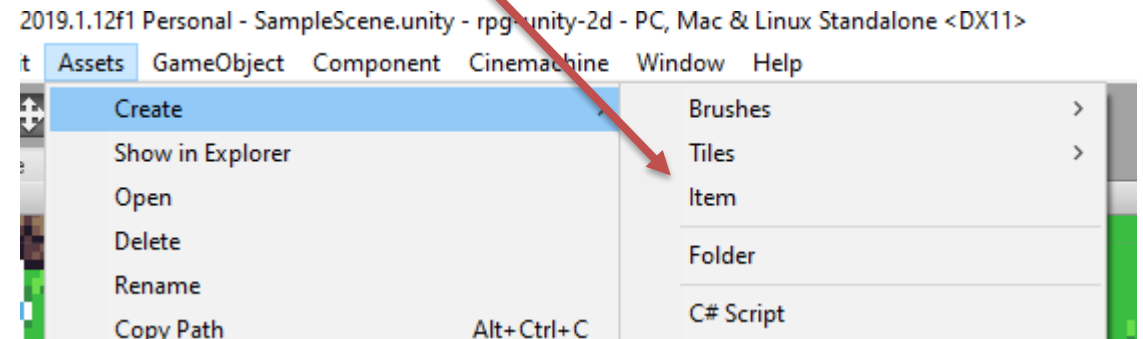 2019.1.12f1 Personal - SampleScene.unity - rpg-unity-2d - PC, Mac & Linux Standalone <DX11>
it Assets GameObject Component Cinemachine Window Help
Create Brushes >
Show in Explorer Tiles >
Open Item
Delete
Folder
Rename
C# Script
Copy Path Alt+Ctrl+C